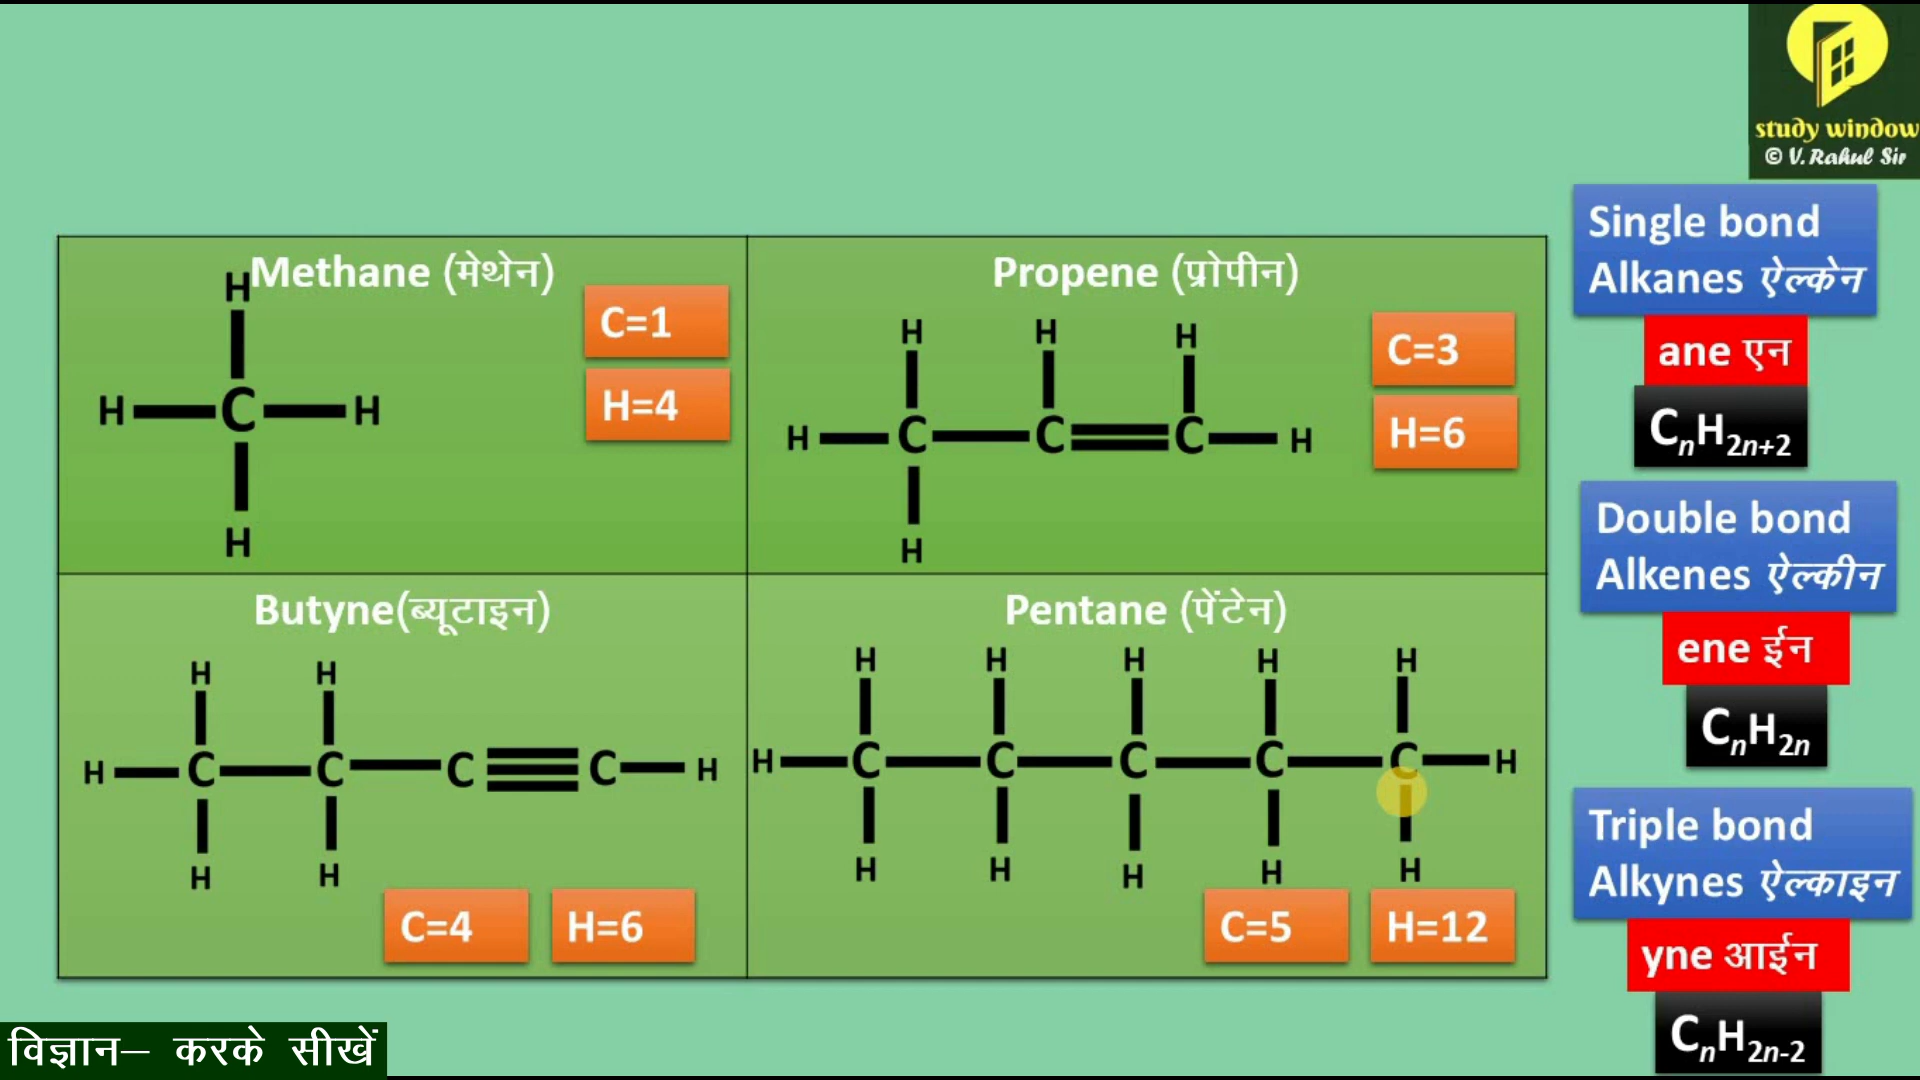 study window
© V. Rahul Sir
Methane (मेथेन)
H
H C H
H
C=1
H=4
Propene (प्रोपीन)
H H H
H C C C H
H
C=3
H=6
Butyne(ब्यूटाइन)
H H
H C C C C H
H H
C=4 H=6
Pentane (पेंटेन)
H H H H H
H C C C C C H
H H H H H
C=5 H=12
Single bond
Alkanes ऐल्केन
ane एन
CnH2n+2
Double bond
Alkenes ऐल्कीन
ene ईन
CnH2n
Triple bond
Alkynes ऐल्काइन
yne आईन
CnH2n-2
विज्ञान– करके सीखें